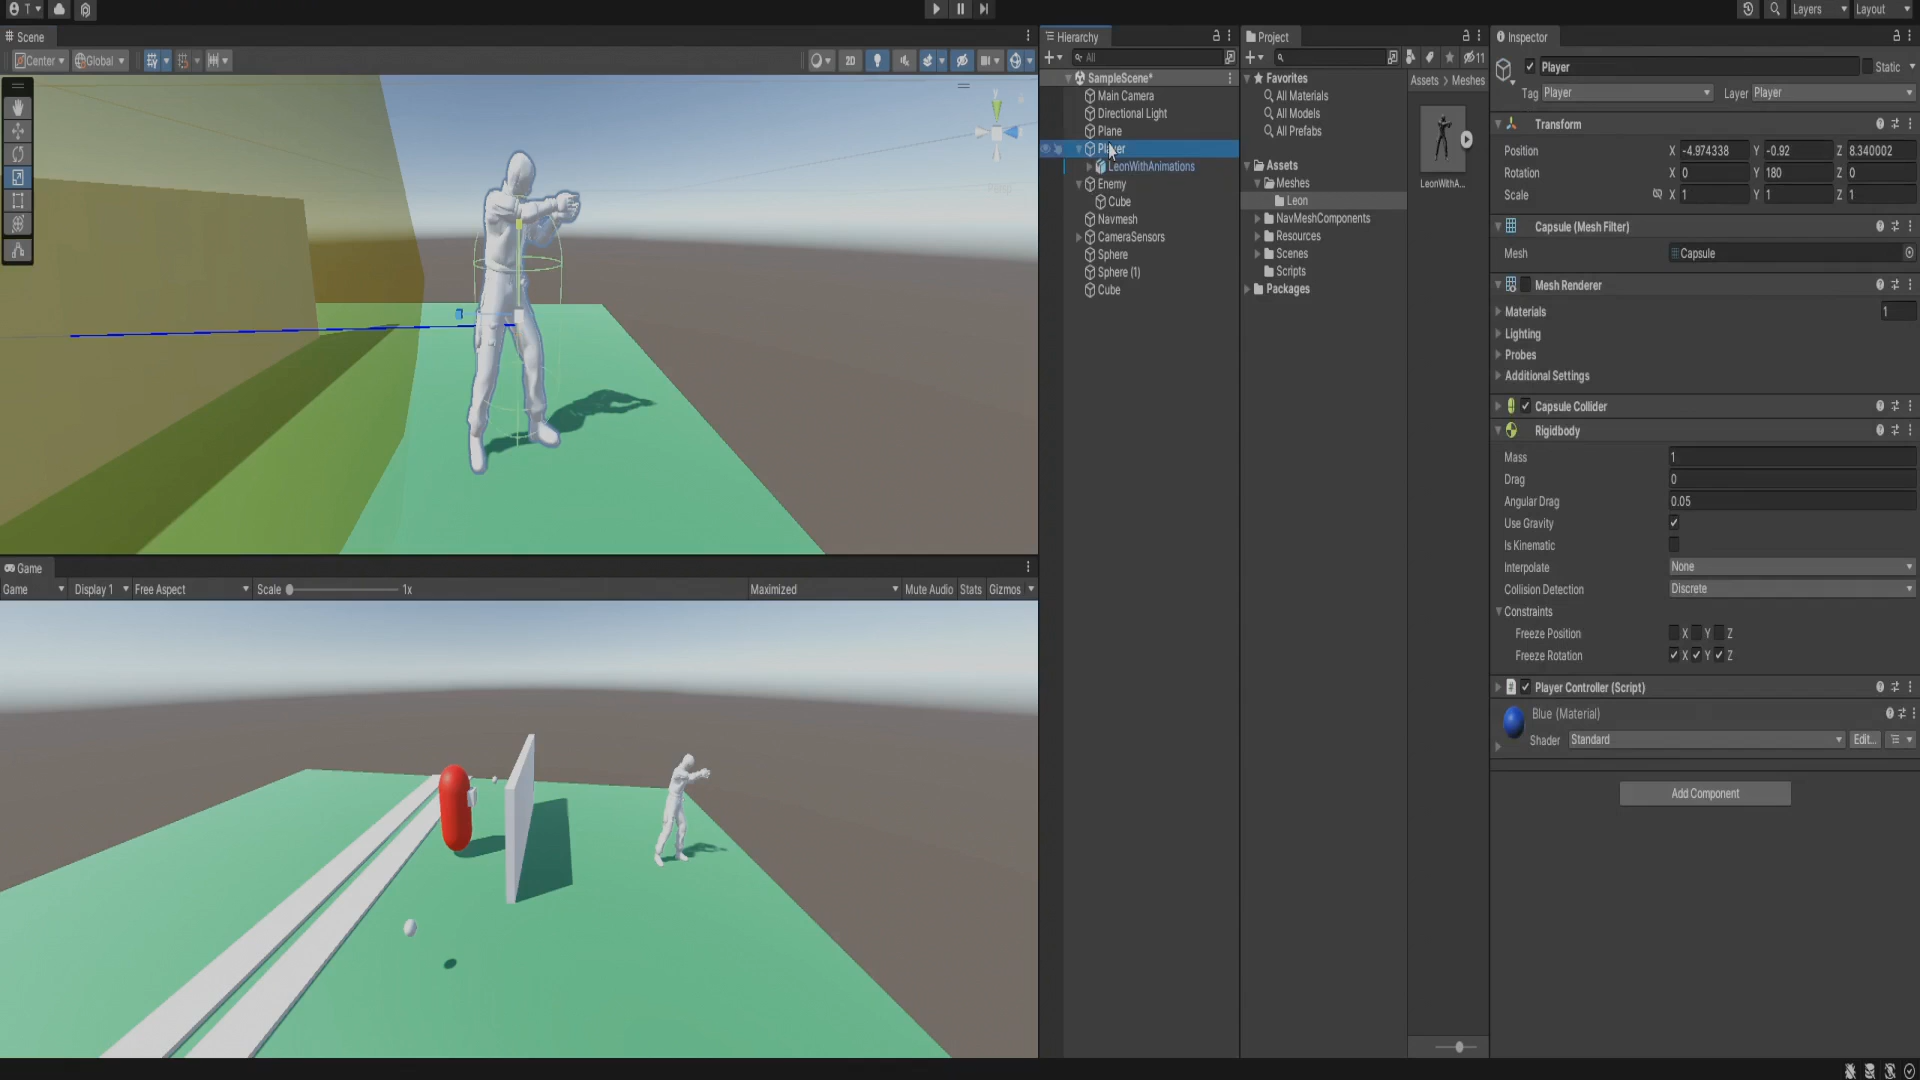 T
Layers
Layout
Scene
Center
Global
2D
Game
Game
Display 1
Free Aspect
Scale
1x
Maximized
Mute Audio
Stats
Gizmos
Hierarchy
All
SampleScene*
Main Camera
Directional Light
Plane
Player
LeonWithAnimations
Enemy
Cube
Navmesh
CameraSensors
Sphere
Sphere (1)
Cube
Project
11
Favorites
All Materials
All Models
All Prefabs
Assets
Meshes
Leon
NavMeshComponents
Resources
Scenes
Scripts
Packages
Assets > Meshes
LeonWithA...
Inspector
Player
Static
Tag Player
Layer Player
Transform
Position X -4.974338 Y -0.92 Z 8.340002
Rotation X 0 Y 180 Z 0
Scale X 1 Y 1 Z 1
Capsule (Mesh Filter)
Mesh Capsule
Mesh Renderer
Materials 1
Lighting
Probes
Additional Settings
Capsule Collider
Rigidbody
Mass 1
Drag 0
Angular Drag 0.05
Use Gravity
Is Kinematic
Interpolate None
Collision Detection Discrete
Constraints
Freeze Position X Y Z
Freeze Rotation X Y Z
Player Controller (Script)
Blue (Material)
Shader Standard Edit...
Add Component